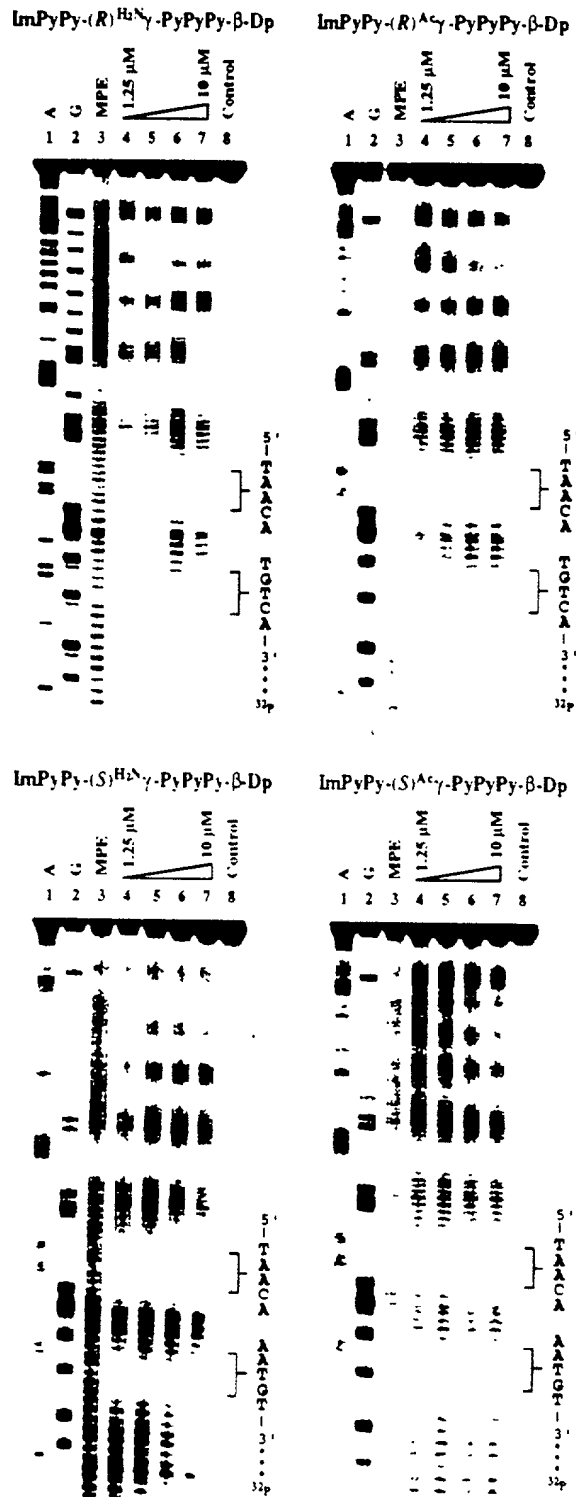 ImPyPy-(R)H₂Nγ-PyPyPy-β-Dp
A
G
MPE
1.25 μM
10 μM
Control
1 2 3 4 5 6 7 8
5'
T
A
A
C
A
T
G
T
C
A
3'
32p
ImPyPy-(R)Acγ-PyPyPy-β-Dp
A
G
MPE
1.25 μM
10 μM
Control
1 2 3 4 5 6 7 8
5'
T
A
A
C
A
T
G
T
C
A
3'
32p
ImPyPy-(S)H₂Nγ-PyPyPy-β-Dp
A
G
MPE
1.25 μM
10 μM
Control
1 2 3 4 5 6 7 8
5'
T
A
A
C
A
A
A
T
G
T
3'
32p
ImPyPy-(S)Acγ-PyPyPy-β-Dp
A
G
MPE
1.25 μM
10 μM
Control
1 2 3 4 5 6 7 8
5'
T
A
A
C
A
A
A
T
G
T
3'
32p